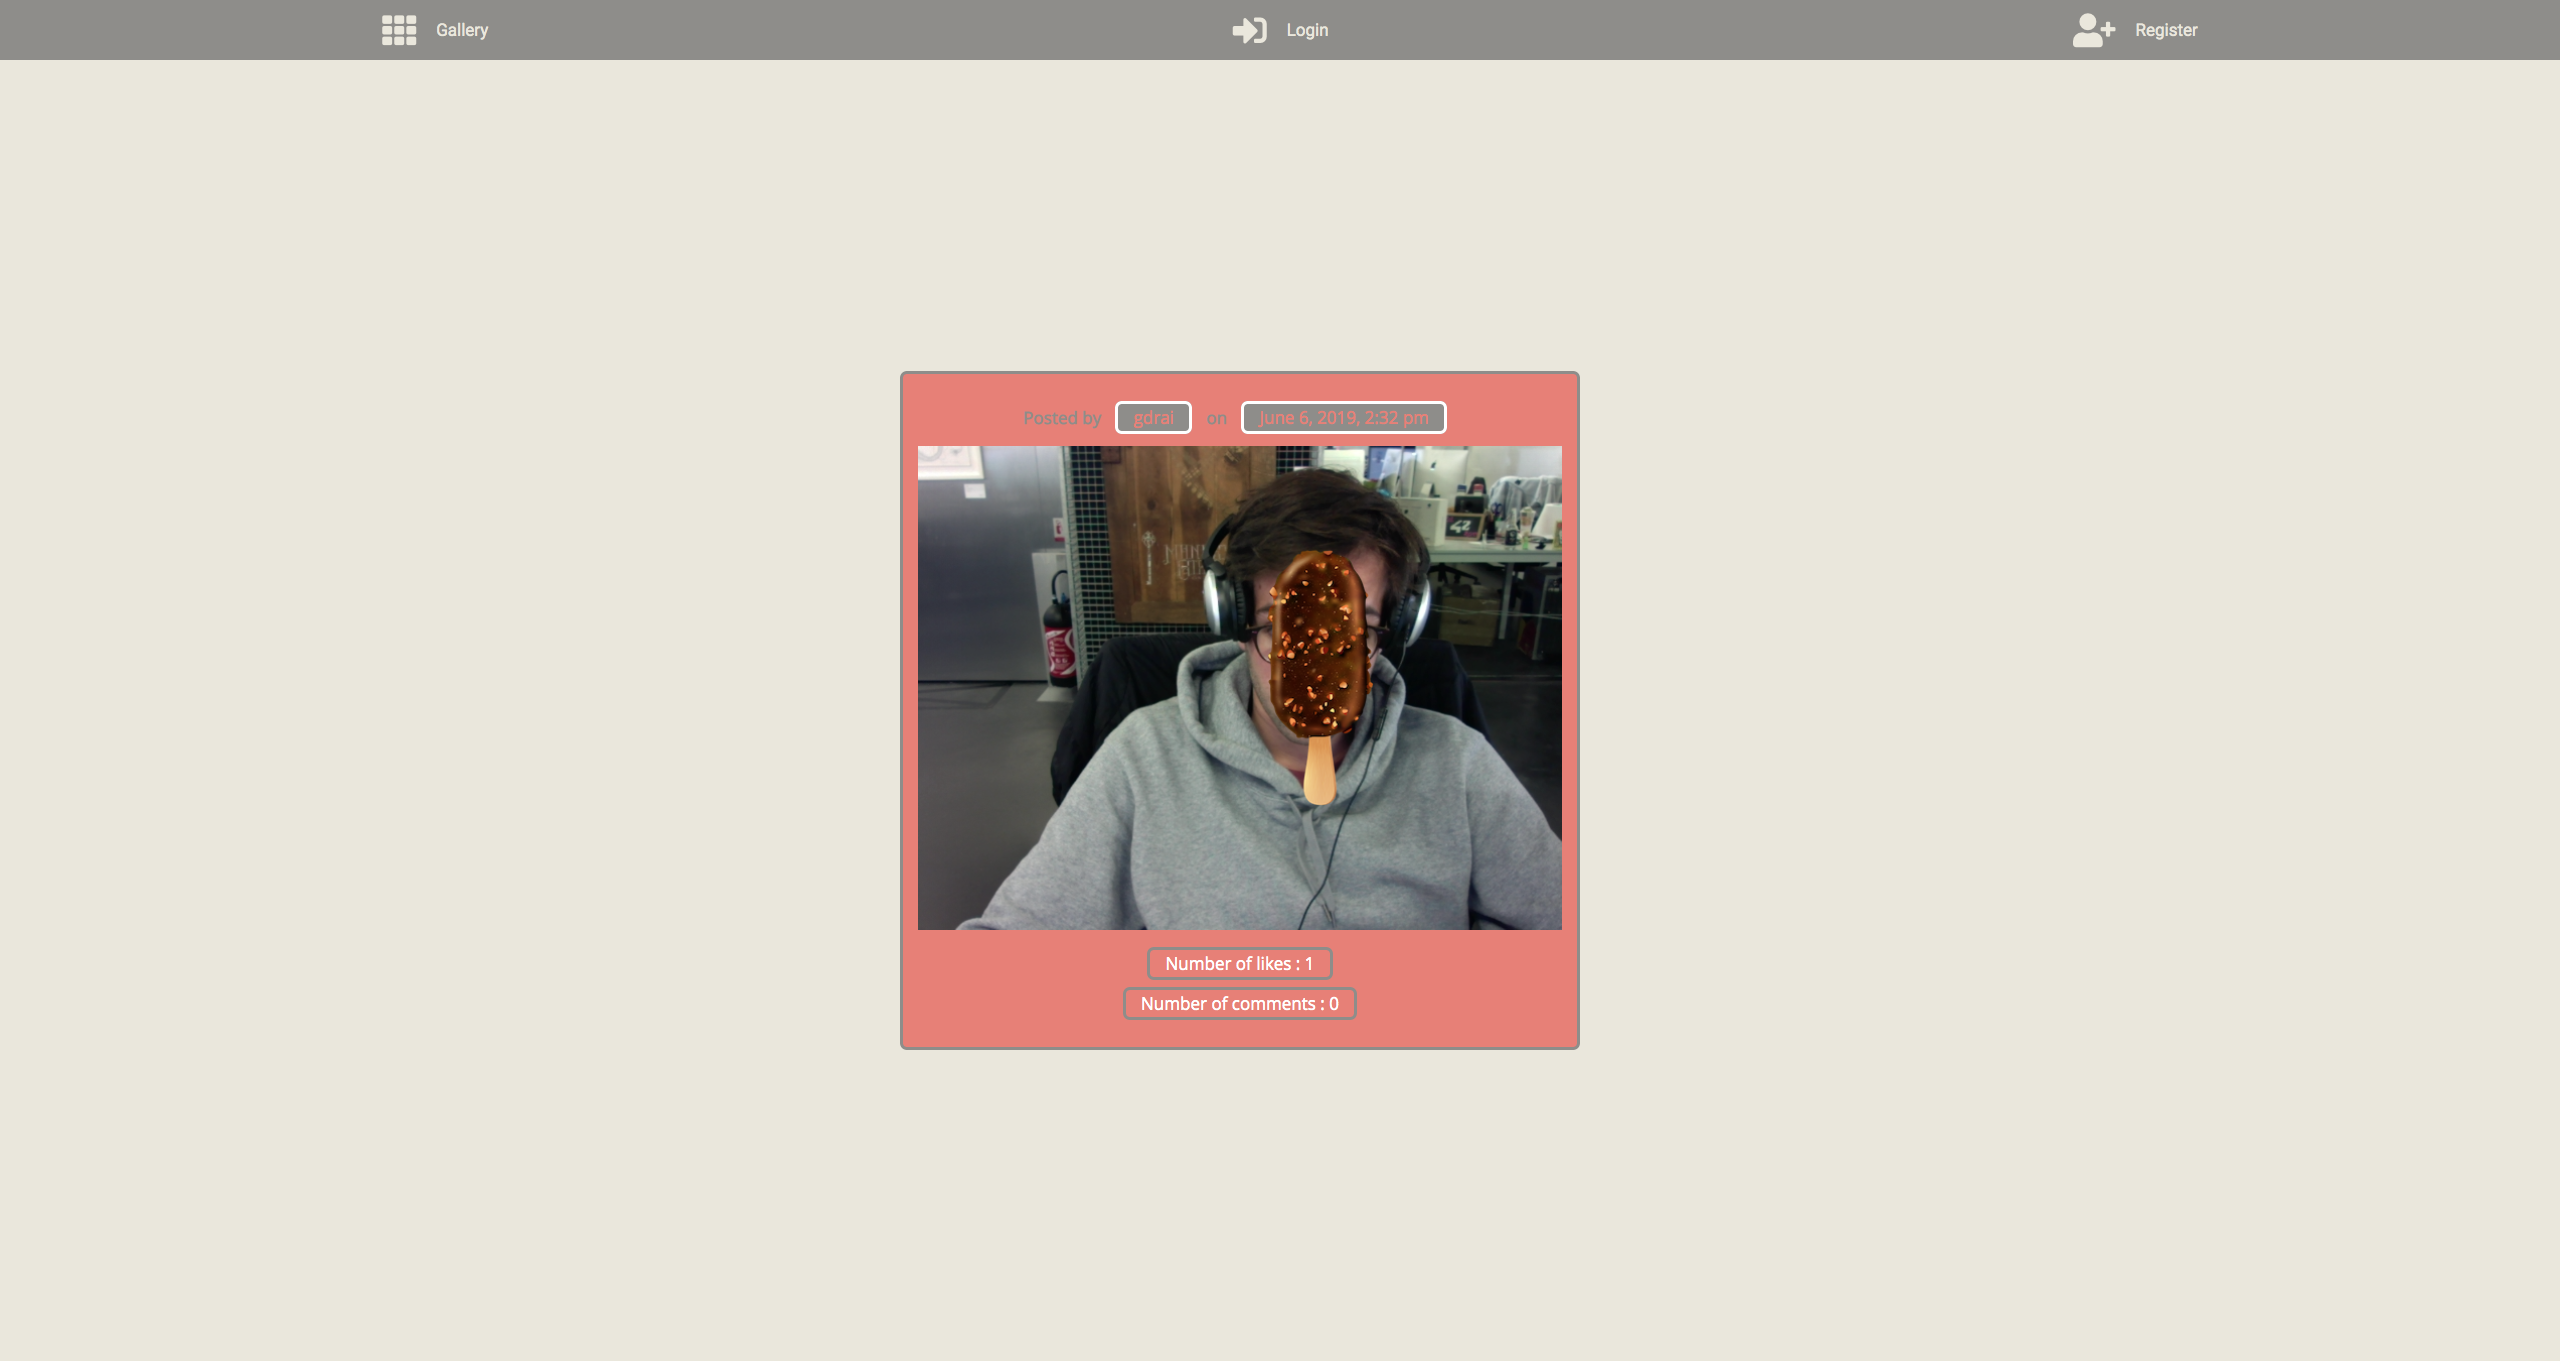 Gallery Login Register
Posted by gdrai on June 6, 2019, 2:32 pm
42
Number of likes : 1
Number of comments : 0